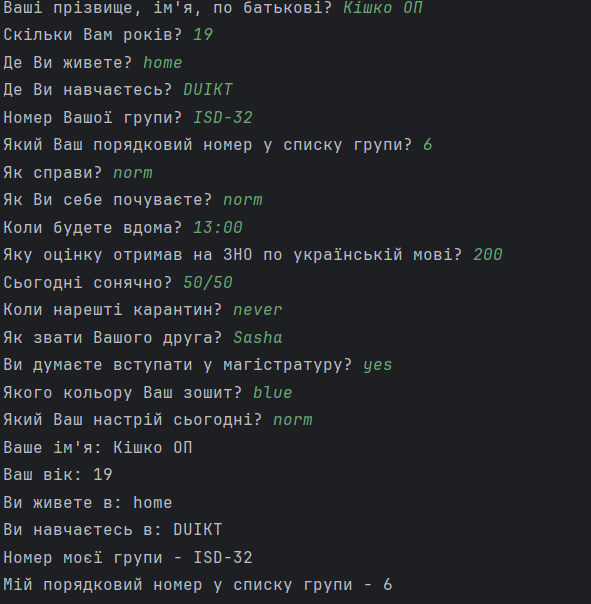 Ваші прізвище, ім'я, по батькові? Кішко ОП
Скільки Вам років? 19
Де Ви живете? home
Де Ви навчаєтесь? DUIKT
Номер Вашої групи? ISD-32
Який Ваш порядковий номер у списку групи? 6
Як справи? norm
Як Ви себе почуваєте? norm
Коли будете вдома? 13:00
Яку оцінку отримав на ЗНО по українській мові? 200
Сьогодні сонячно? 50/50
Коли нарешті карантин? never
Як звати Вашого друга? Sasha
Ви думаєте вступати у магістратуру? yes
Якого кольору Ваш зошит? blue
Який Ваш настрій сьогодні? norm
Ваше ім'я: Кішко ОП
Ваш вік: 19
Ви живете в: home
Ви навчаєтесь в: DUIKT
Номер моєї групи - ISD-32
Мій порядковий номер у списку групи - 6